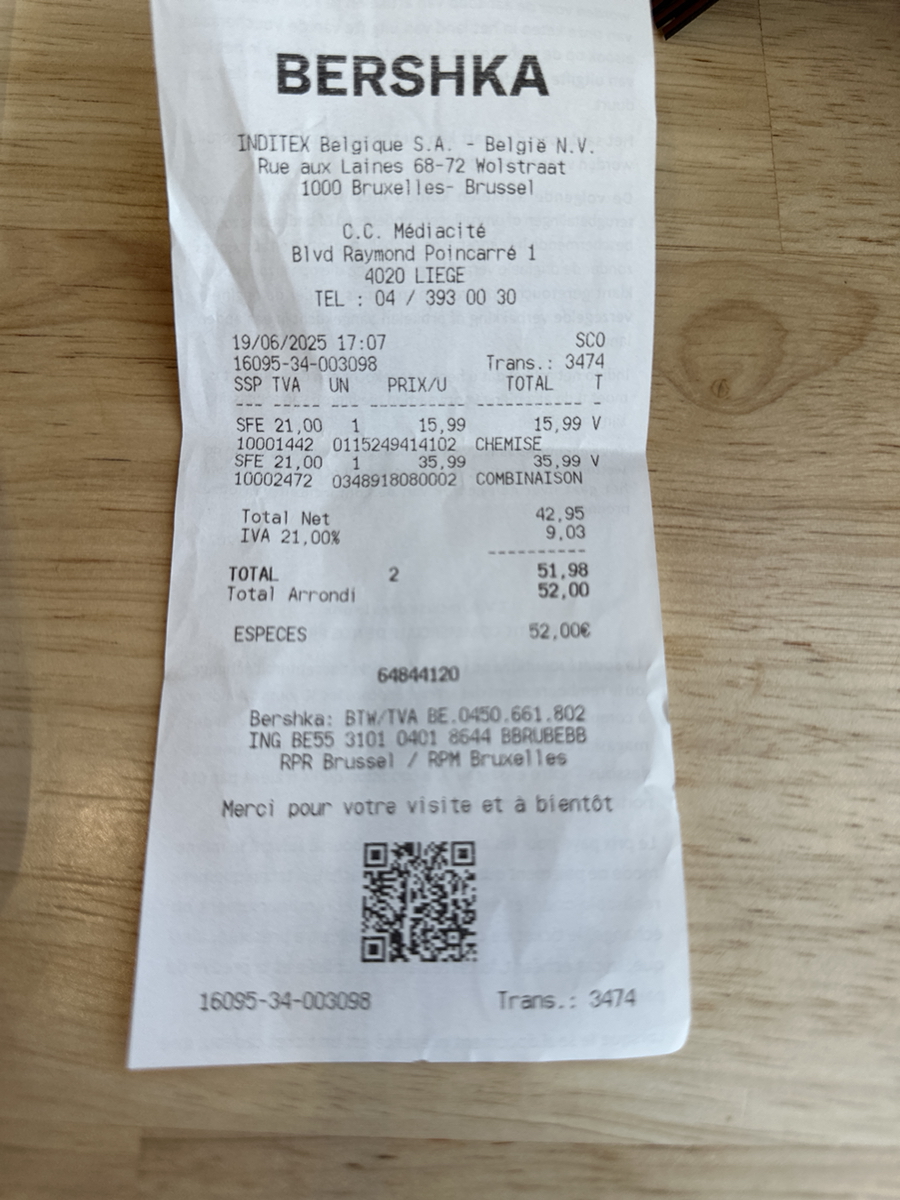 BERSHKA
INDITEX Belgique S.A. - België N.V.
Rue aux Laines 68-72 Wolstraat
1000 Bruxelles- Brussel
C.C. Médiacité
Blvd Raymond Poincarré 1
4020 LIEGE
TEL : 04 / 393 00 30
19/06/2025 17:07 SCO
16095-34-003098 Trans.: 3474
SSP TVA UN PRIX/U TOTAL T
--- ----- --- ---------- ------------ -
SFE 21,00 1 15,99 15,99 V
10001442 0115249414102 CHEMISE
SFE 21,00 1 35,99 35,99 V
10002472 0348918080002 COMBINAISON
Total Net 42,95
IVA 21,00% 9,03
----------
TOTAL 2 51,98
Total Arrondi 52,00
ESPECES 52,00€
64844120
Bershka: BTW/TVA BE.0450.661.802
ING BE55 3101 0401 8644 BBRUBEBB
RPR Brussel / RPM Bruxelles
Merci pour votre visite et à bientôt
16095-34-003098 Trans.: 3474